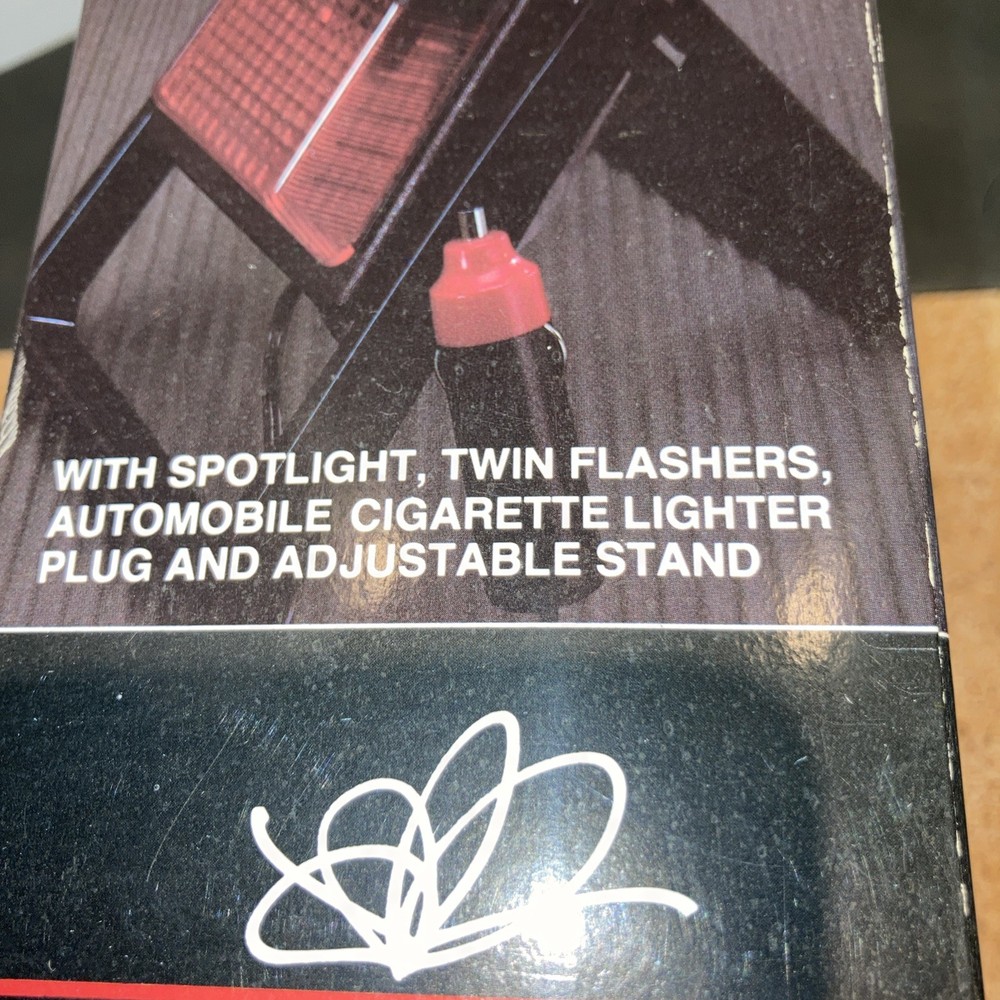 WITH SPOTLIGHT, TWIN FLASHERS,
AUTOMOBILE CIGARETTE LIGHTER
PLUG AND ADJUSTABLE STAND